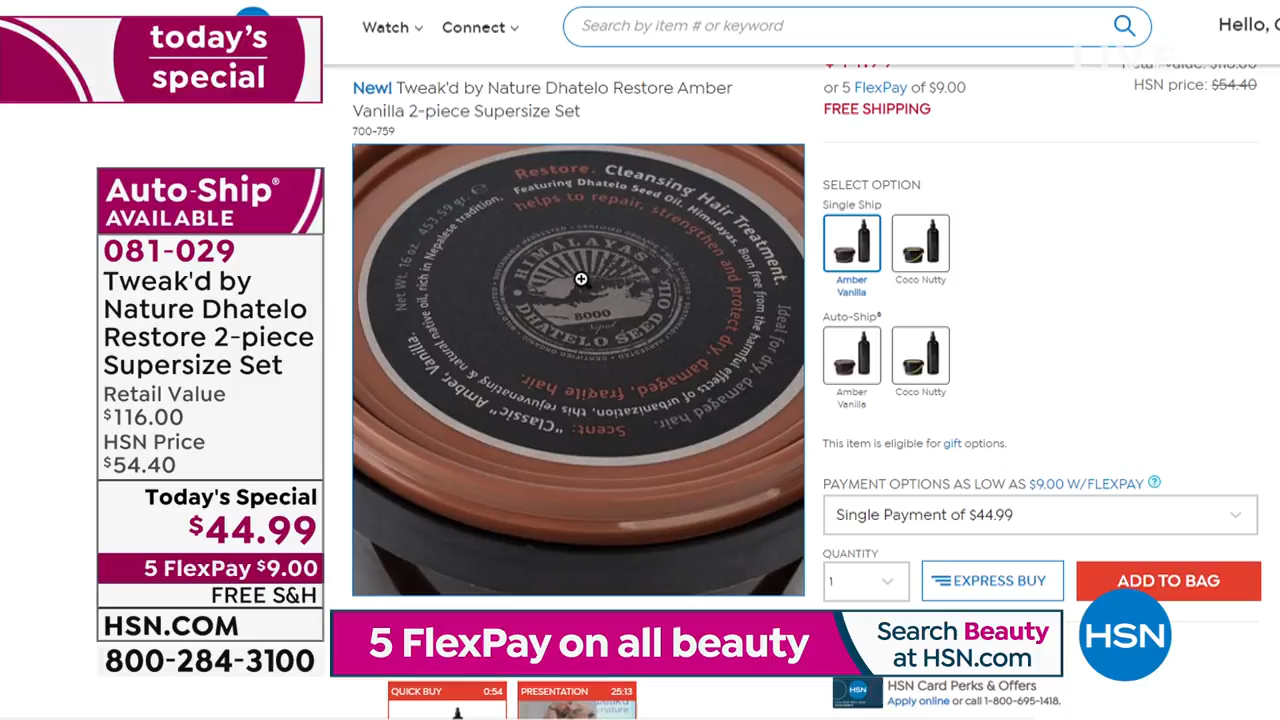 today's
special
Auto-Ship®
AVAILABLE
081-029
Tweak'd by
Nature Dhatelo
Restore 2-piece
Supersize Set
Retail Value
$116.00
HSN Price
$54.40
Today's Special
$44.99
5 FlexPay $9.00
FREE S&H
HSN.COM
800-284-3100
Watch
Connect
Search by item # or keyword
Hello,
LIVE
New! Tweak'd by Nature Dhatelo Restore Amber
Vanilla 2-piece Supersize Set
700-759
HSN price: $54.40
or 5 FlexPay of $9.00
FREE SHIPPING
Restore. Cleansing Hair Treatment.
Featuring Dhatelo Seed Oil. Himalayas. Born free from the harmful effects of urbanization, this rejuvenating & natural native oil, rich in Nepalese tradition,
helps to repair, strengthen and protect dry, damaged, fragile hair.
Ideal for dry, damaged hair.
Scent: "Classic" Amber, Vanilla.
Net Wt. 16 oz. 453.59 gr. ℮
HIMALAYAS
8000
Nepal
DHATELO SEED OIL
SELECT OPTION
Single Ship
Amber
Vanilla
Coco Nutty
Auto-Ship®
Amber
Vanilla
Coco Nutty
This item is eligible for gift options.
PAYMENT OPTIONS AS LOW AS $9.00 W/FLEXPAY ?
Single Payment of $44.99
QUANTITY
1
EXPRESS BUY
ADD TO BAG
5 FlexPay on all beauty
Search Beauty
at HSN.com
HSN
QUICK BUY 0:54
PRESENTATION 25:13
nature
HSN
HSN Card Perks & Offers
Apply online or call 1-800-695-1418.